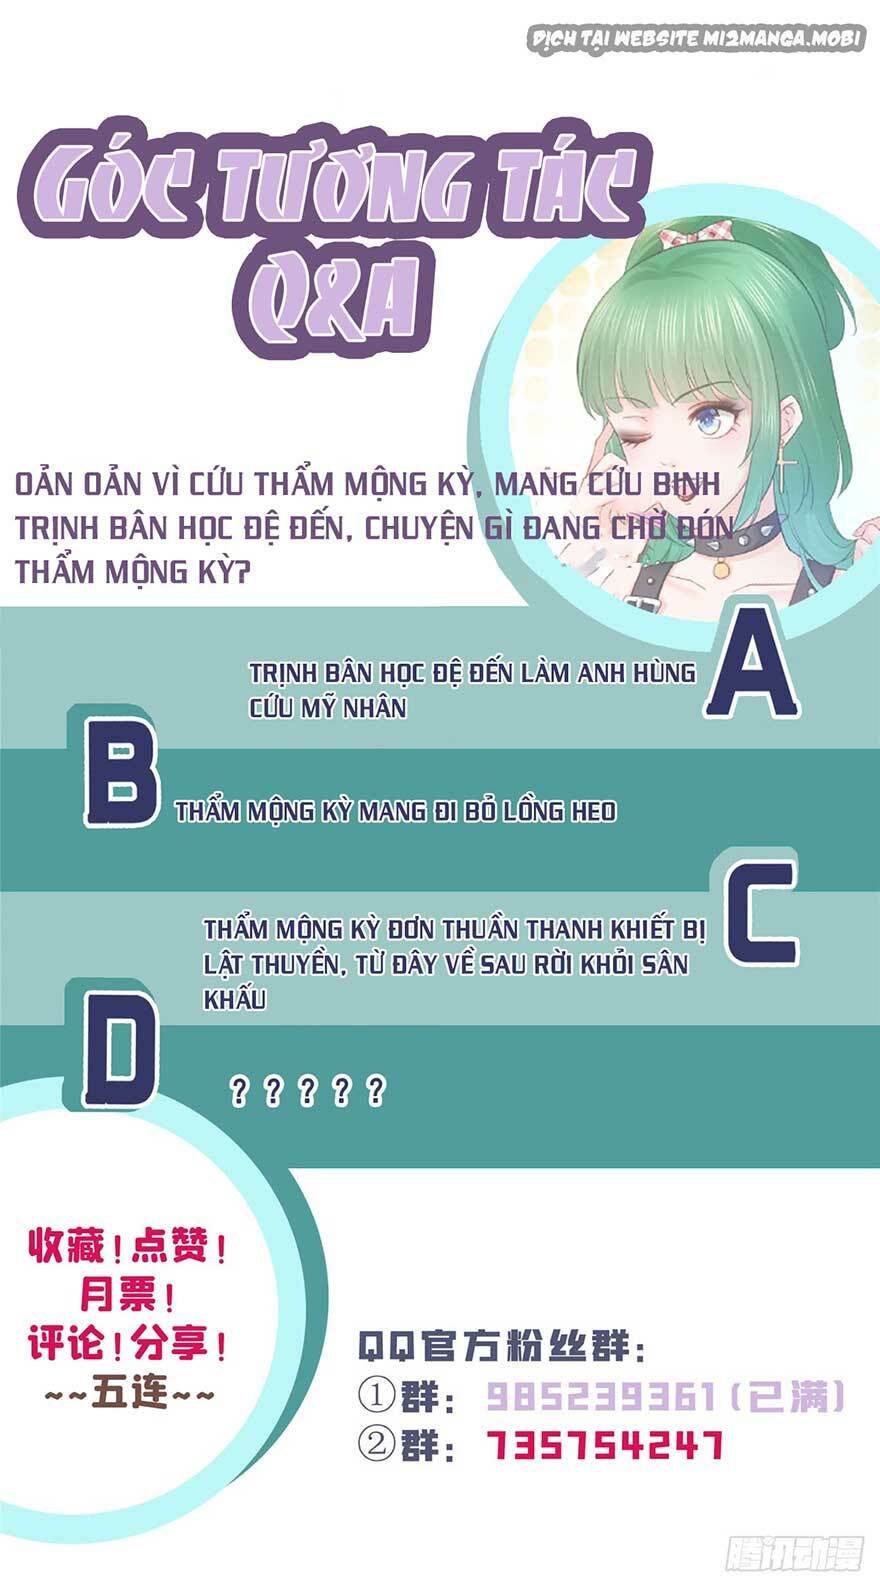 DỊCH TẠI WEBSITE MI2MANGA.MOBI
GÓC TƯƠNG TÁC
Q&A
OẢN OẢN VÌ CỨU THẨM MỘNG KỲ, MANG CỨU BINH
TRỊNH BÂN HỌC ĐỆ ĐẾN, CHUYỆN GÌ ĐANG CHỜ ĐÓN
THẨM MỘNG KỲ?
A
TRỊNH BÂN HỌC ĐỆ ĐẾN LÀM ANH HÙNG
CỨU MỸ NHÂN
B
THẨM MỘNG KỲ MANG ĐI BỎ LỒNG HEO
C
THẨM MỘNG KỲ ĐƠN THUẦN THANH KHIẾT BỊ
LẬT THUYỀN, TỪ ĐÂY VỀ SAU RỜI KHỎI SÂN
KHẤU
D
? ? ? ? ?
收藏!点赞!
月票!
评论!分享!
~~五连~~
QQ官方粉丝群:
①群: 985239361(已满)
②群: 735754247
腾讯动漫